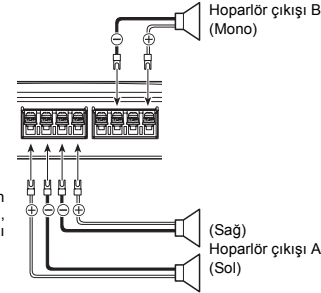 Hoparlör çıkışı B
(Mono)
(Sağ)
Hoparlör çıkışı A
(Sol)